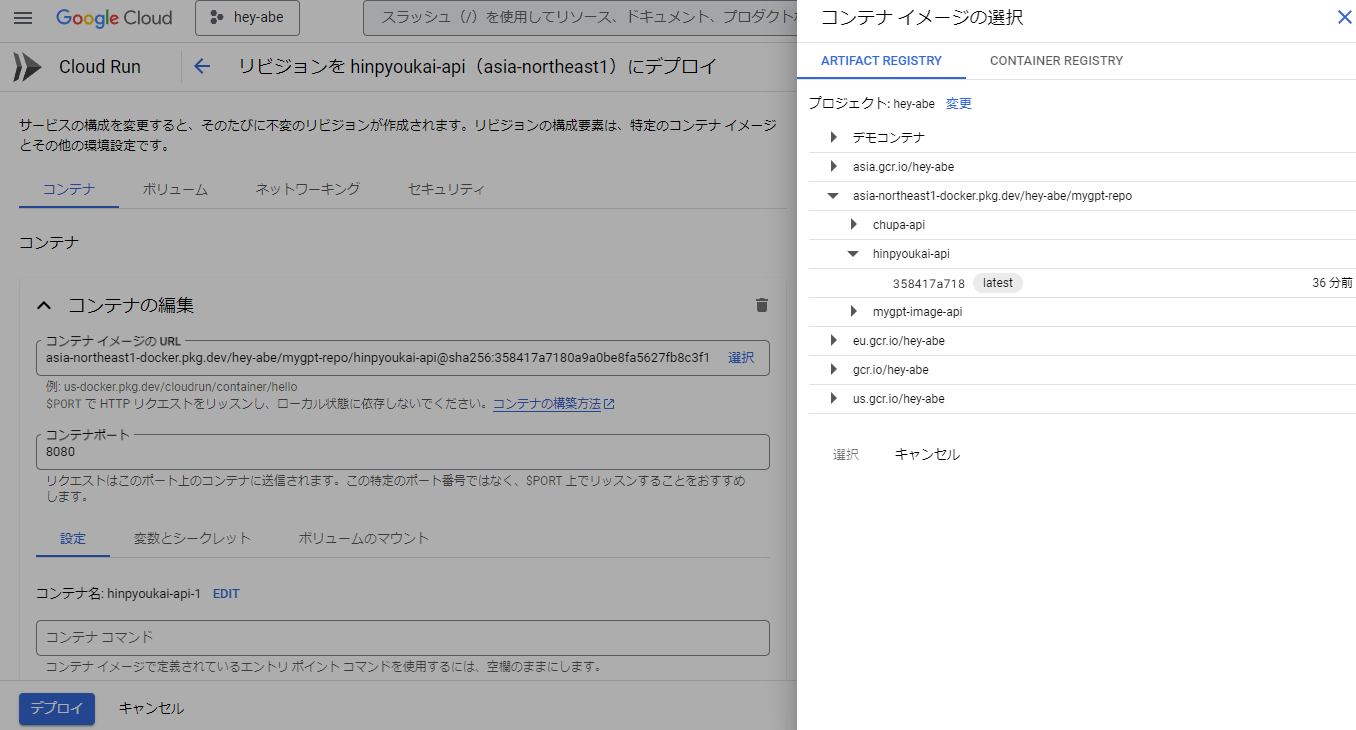 Google Cloud
hey-abe
スラッシュ（/）を使用してリソース、ドキュメント、プロダクト
Cloud Run
リビジョンを hinpyoukai-api（asia-northeast1）にデプロイ
サービスの構成を変更すると、そのたびに不変のリビジョンが作成されます。リビジョンの構成要素は、特定のコンテナ イメージ
とその他の環境設定です。
コンテナ
ボリューム
ネットワーキング
セキュリティ
コンテナ
コンテナの編集
コンテナ イメージの URL
asia-northeast1-docker.pkg.dev/hey-abe/mygpt-repo/hinpyoukai-api@sha256:358417a7180a9a0be8fa5627fb8c3f1
選択
例: us-docker.pkg.dev/cloudrun/container/hello
$PORT で HTTP リクエストをリッスンし、ローカル状態に依存しないでください。コンテナの構築方法
コンテナポート
8080
リクエストはこのポート上のコンテナに送信されます。この特定のポート番号ではなく、$PORT 上でリッスンすることをおすすめ
します。
設定
変数とシークレット
ボリュームのマウント
コンテナ名: hinpyoukai-api-1
EDIT
コンテナ コマンド
コンテナ イメージで定義されているエントリ ポイント コマンドを使用するには、空欄のままにします。
デプロイ
キャンセル
コンテナ イメージの選択
ARTIFACT REGISTRY
CONTAINER REGISTRY
プロジェクト: hey-abe 変更
デモコンテナ
asia.gcr.io/hey-abe
asia-northeast1-docker.pkg.dev/hey-abe/mygpt-repo
chupa-api
hinpyoukai-api
358417a718 latest 36 分前
mygpt-image-api
eu.gcr.io/hey-abe
gcr.io/hey-abe
us.gcr.io/hey-abe
選択
キャンセル